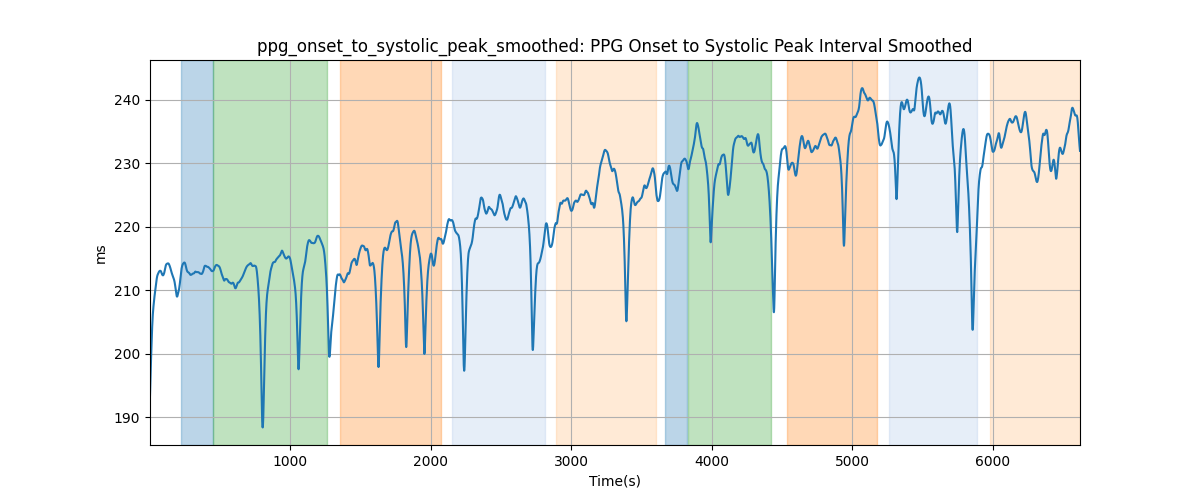 ppg_onset_to_systolic_peak_smoothed: PPG Onset to Systolic Peak Interval Smoothed
240
230
220
210
200
190
ms
1000 2000 3000 4000 5000 6000
Time(s)